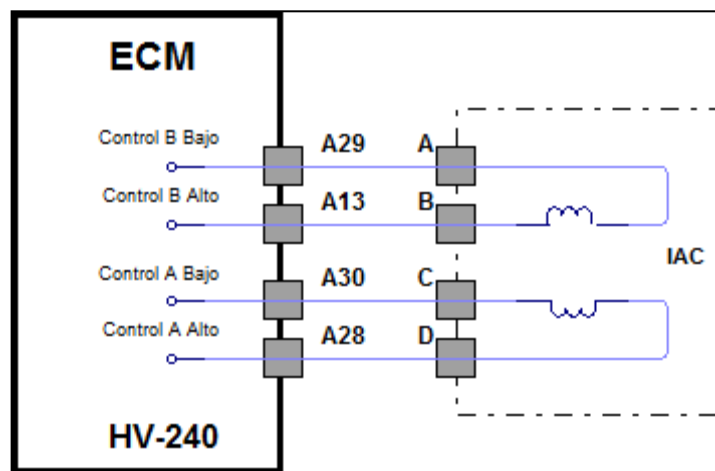 ECM
Control B Bajo
A29
A
Control B Alto
A13
B
IAC
Control A Bajo
A30
C
Control A Alto
A28
D
HV-240